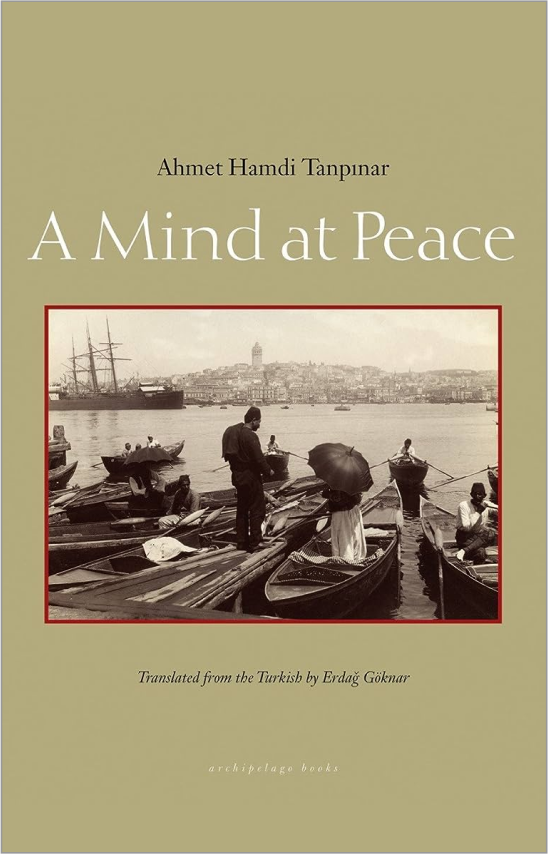 Ahmet Hamdi Tanpınar
A Mind at Peace
Translated from the Turkish by Erdağ Göknar
archipelago books